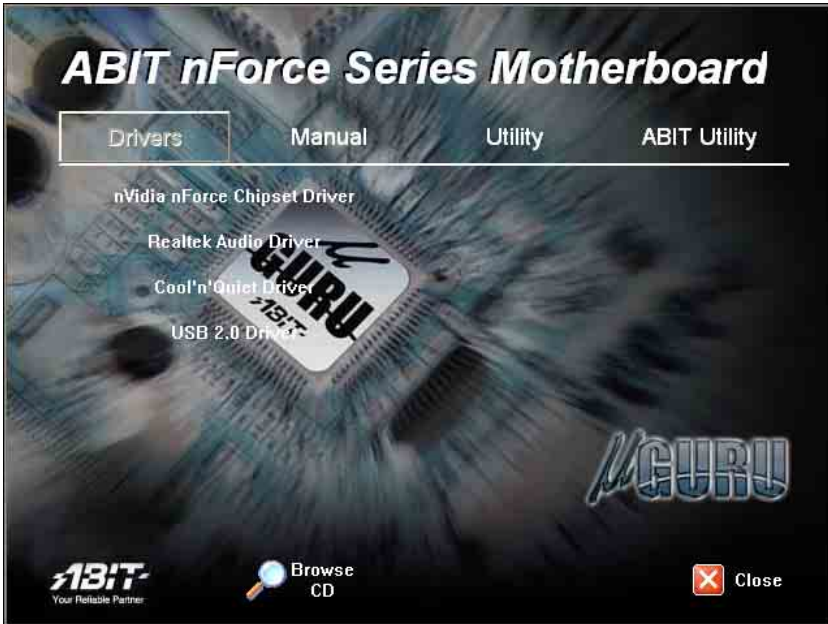 ABIT nForce Series Motherboard
Drivers Manual Utility ABIT Utility
nVidia nForce Chipset Driver
Realtek Audio Driver
Cool'n'Quiet Driver
USB 2.0 Driver
μ GURU
ABIT
μGURU
ABIT
Your Reliable Partner
Browse
CD
Close